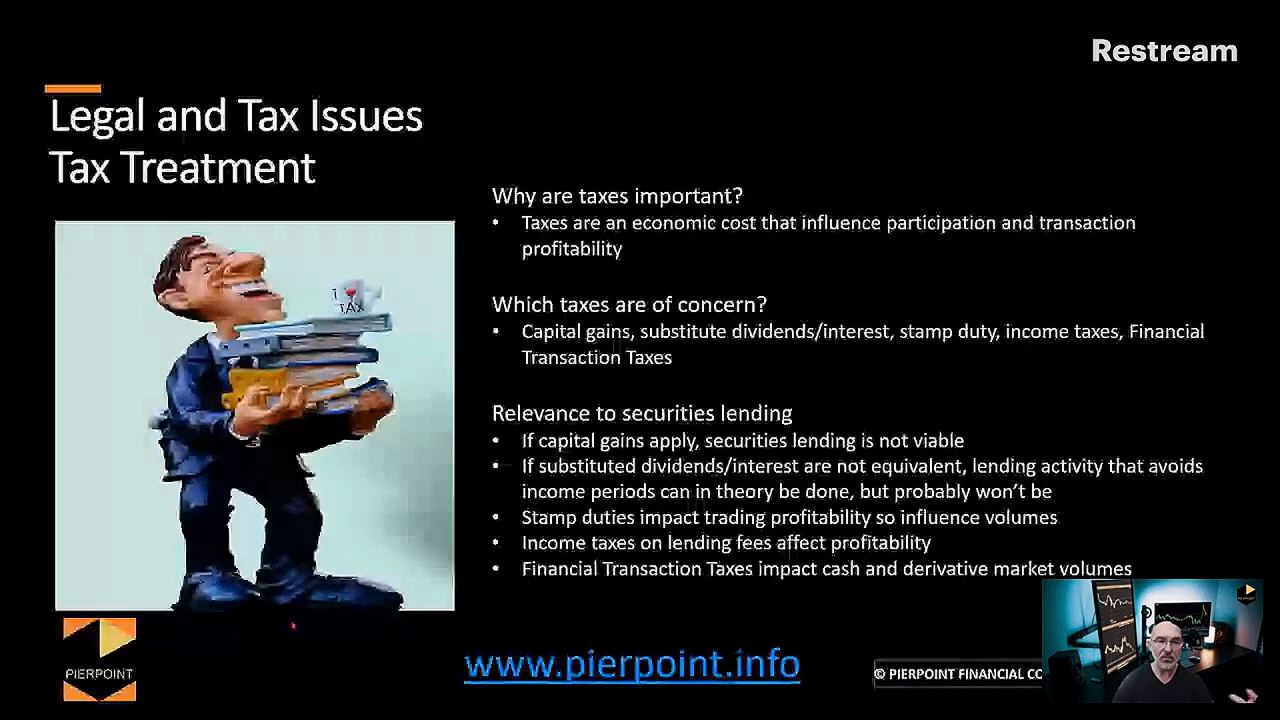 Restream
Legal and Tax Issues
Tax Treatment
Why are taxes important?
• Taxes are an economic cost that influence participation and transaction
profitability
Which taxes are of concern?
• Capital gains, substitute dividends/interest, stamp duty, income taxes, Financial
Transaction Taxes
Relevance to securities lending
• If capital gains apply, securities lending is not viable
• If substituted dividends/interest are not equivalent, lending activity that avoids
income periods can in theory be done, but probably won't be
• Stamp duties impact trading profitability so influence volumes
• Income taxes on lending fees affect profitability
• Financial Transaction Taxes impact cash and derivative market volumes
I
TAX
PIERPOINT
www.pierpoint.info
© PIERPOINT FINANCIAL CO